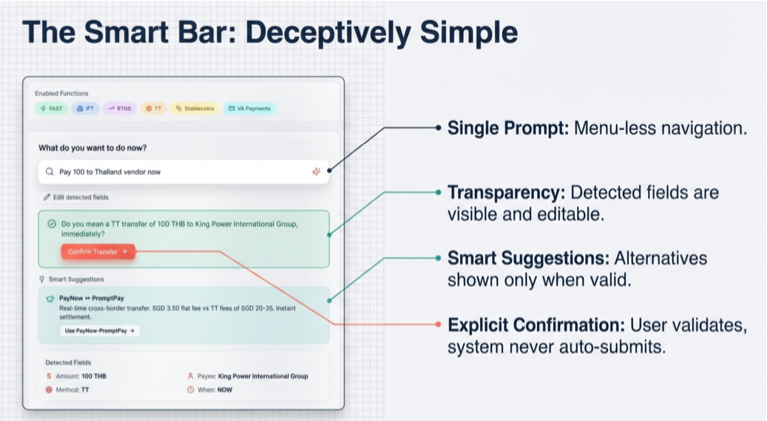 The Smart Bar: Deceptively Simple
Enabled Functions
FAST
IFT
RTGS
TT
Stablecoins
VA Payments
What do you want to do now?
Pay 100 to Thailand vendor now
Edit detected fields
Do you mean a TT transfer of 100 THB to King Power International Group,
immediately?
Confirm Transfer →
Smart Suggestions
PayNow ↔ PromptPay
Real-time cross-border transfer. SGD 3.50 flat fee vs TT fees of SGD 20-35. Instant
settlement.
Use PayNow-PromptPay →
Detected Fields
$ Amount: 100 THB
Payee: King Power International Group
Method: TT
When: NOW
Single Prompt: Menu-less navigation.
Transparency: Detected fields are
visible and editable.
Smart Suggestions: Alternatives
shown only when valid.
Explicit Confirmation: User validates,
system never auto-submits.